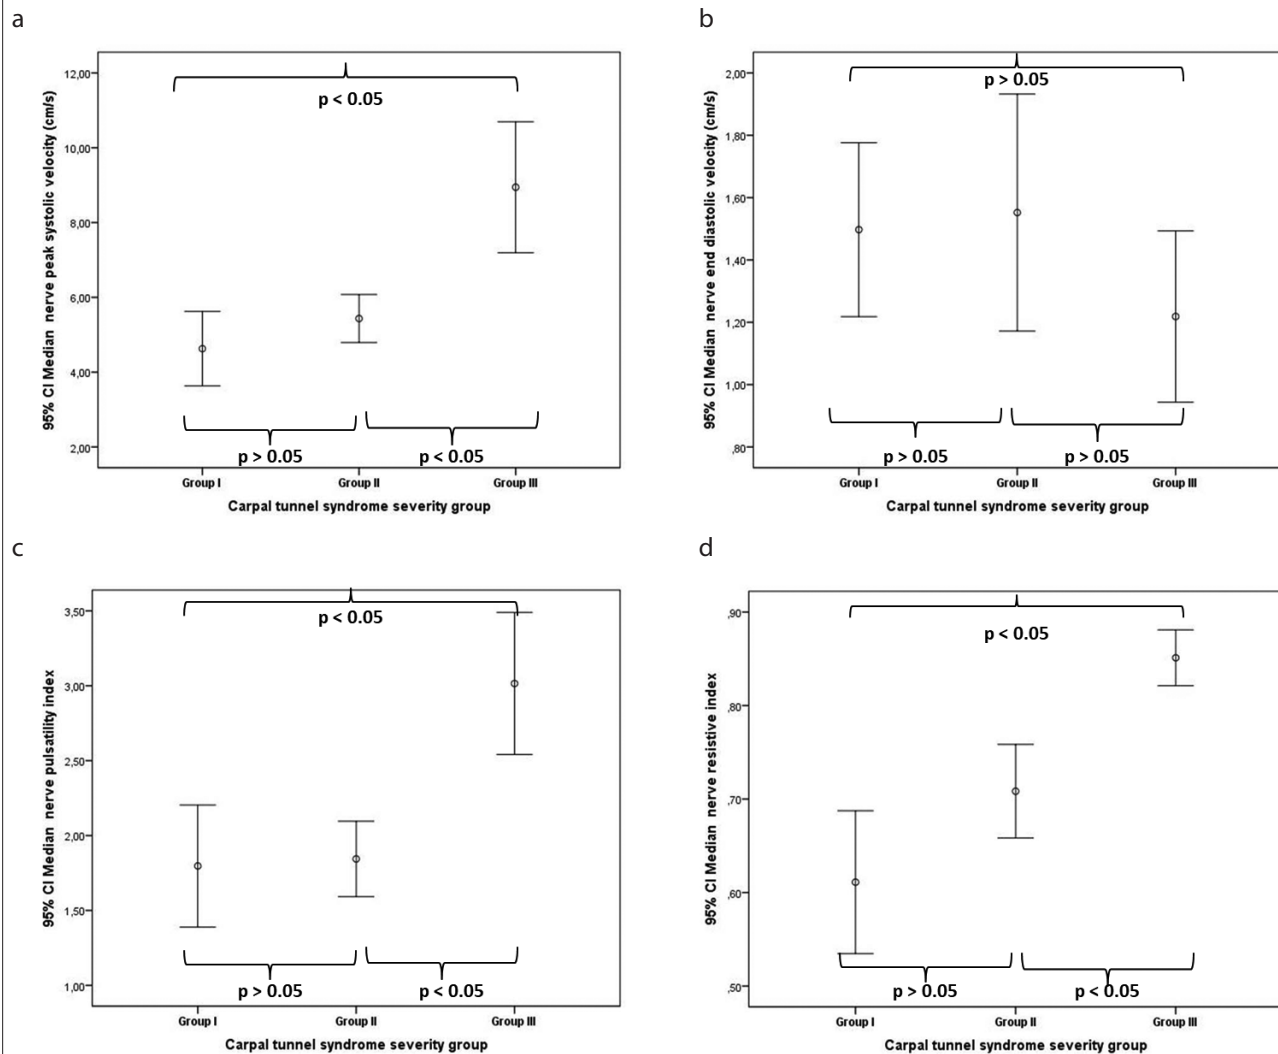 a
95% CI Median nerve peak systolic velocity (cm/s)
12,00
10,00
8,00
6,00
4,00
2,00
p < 0.05
p > 0.05
p < 0.05
Group I
Group II
Group III
Carpal tunnel syndrome severity group
b
95% CI Median nerve end diastolic velocity (cm/s)
2,00
1,80
1,60
1,40
1,20
1,00
,80
p > 0.05
p > 0.05
p > 0.05
Group I
Group II
Group III
Carpal tunnel syndrome severity group
c
95% CI Median nerve pulsatility index
3,50
3,00
2,50
2,00
1,50
1,00
p < 0.05
p > 0.05
p < 0.05
Group I
Group II
Group III
Carpal tunnel syndrome severity group
d
95% CI Median nerve resistive index
,90
,80
,70
,60
,50
p < 0.05
p > 0.05
p < 0.05
Group I
Group II
Group III
Carpal tunnel syndrome severity group